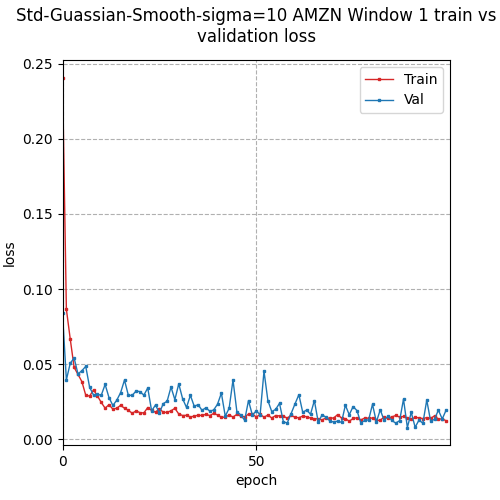 Std-Guassian-Smooth-sigma=10 AMZN Window 1 train vs
validation loss
0.25
0.20
0.15
0.10
0.05
0.00
loss
Train
Val
0
50
epoch